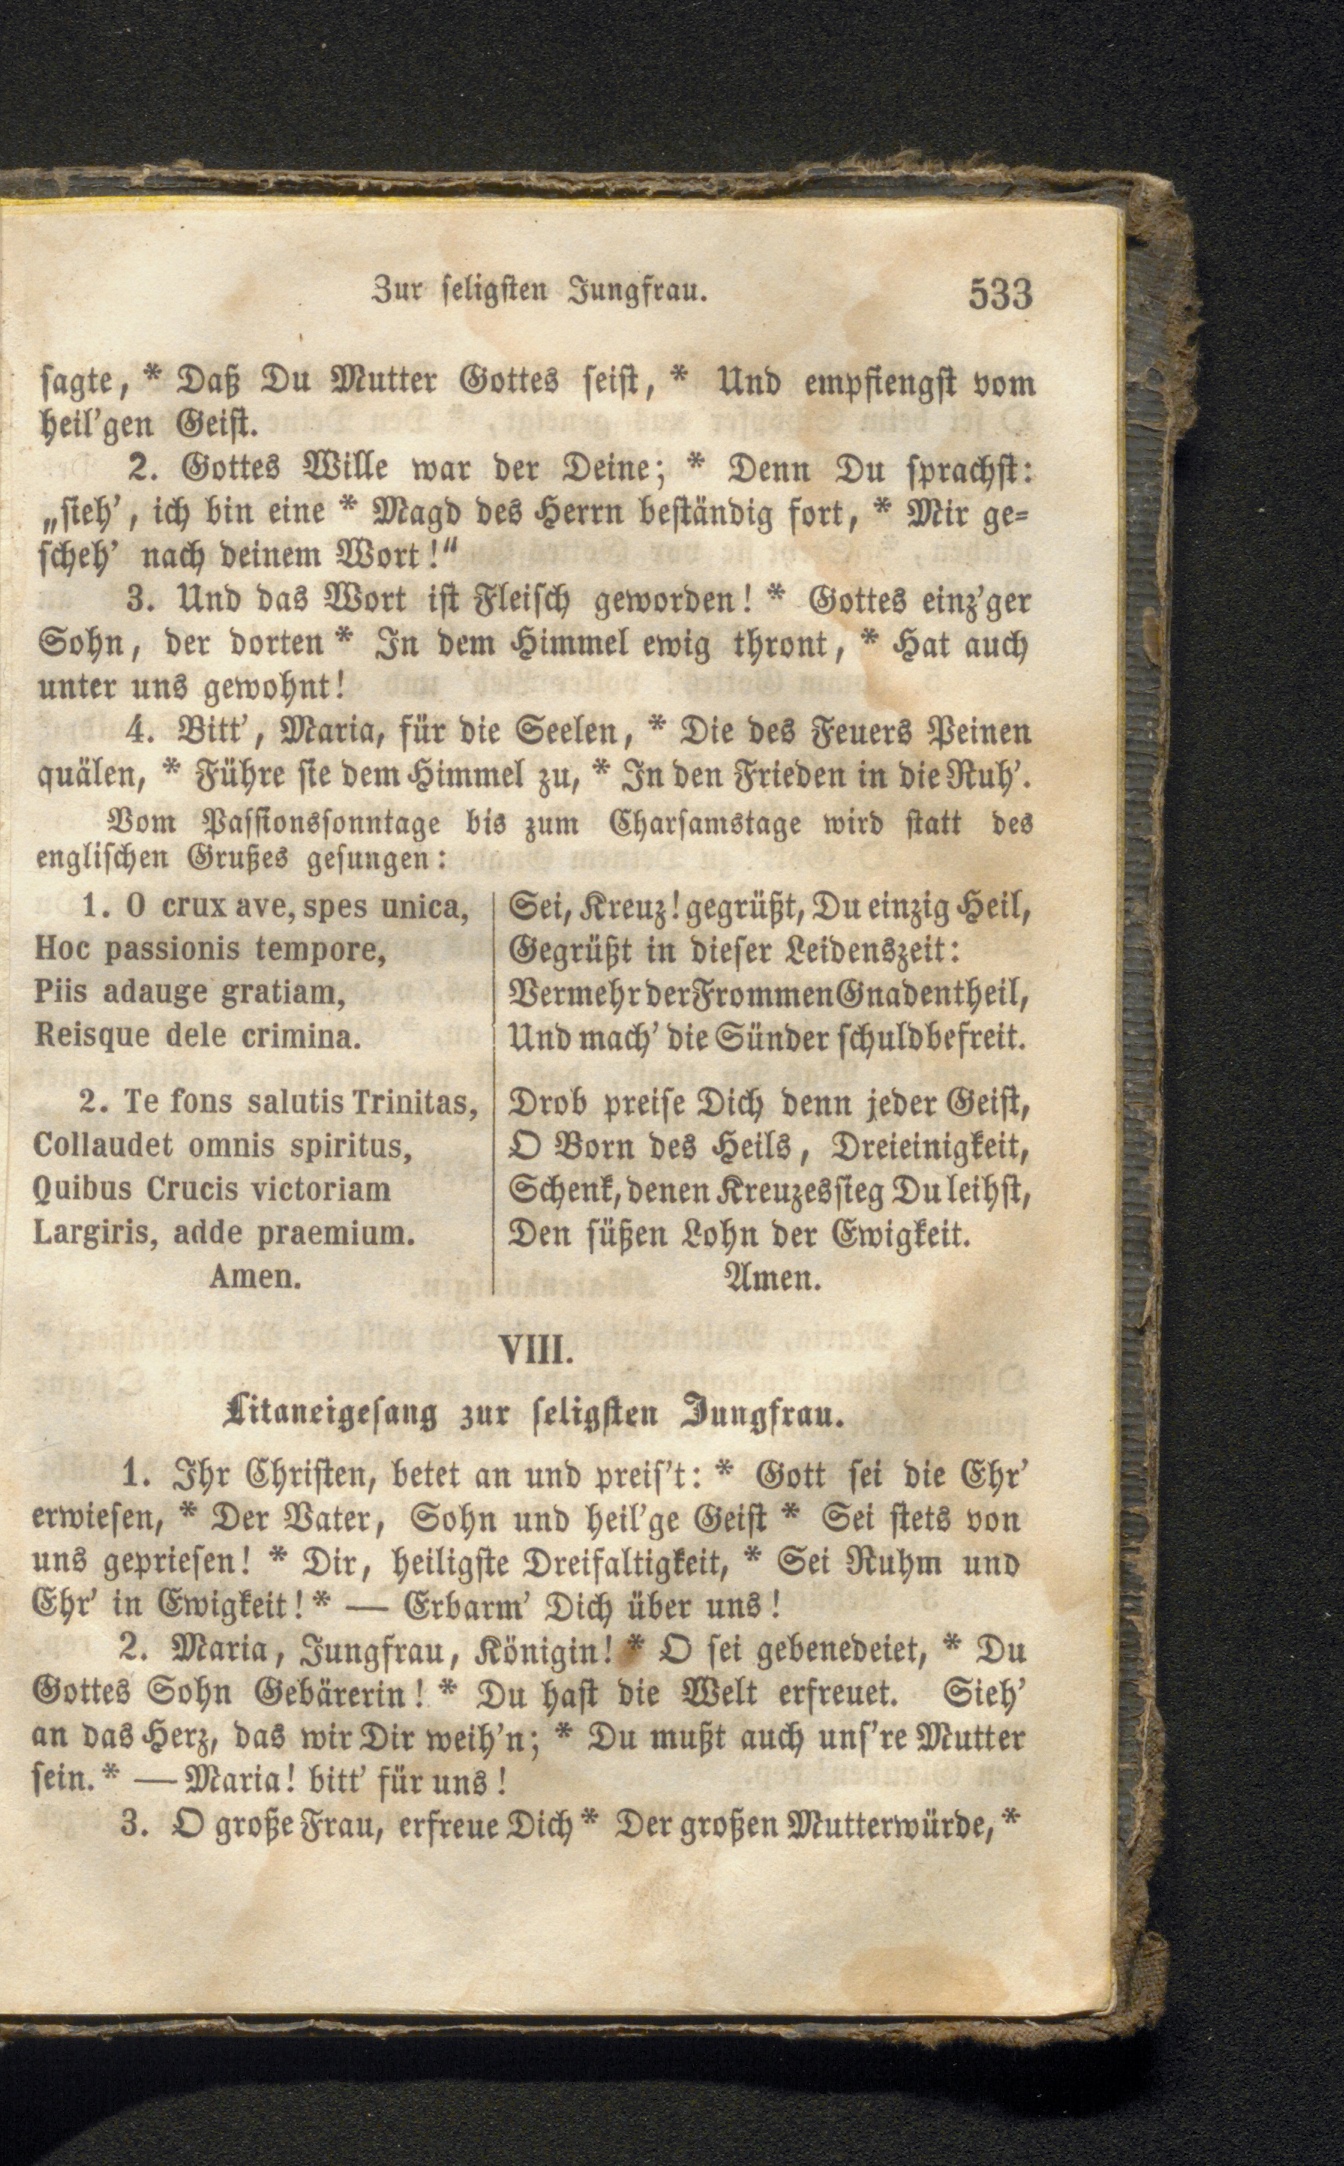 Zur seligsten Jungfrau. 533
sagte, * Daß Du Mutter Gottes seist, * Und empfiengst vom
heil'gen Geist.
2. Gottes Wille war der Deine; * Denn Du sprachst:
„sieh', ich bin eine * Magd des Herrn beständig fort, * Mir ge-
scheh' nach deinem Wort!“
3. Und das Wort ist Fleisch geworden! * Gottes einz'ger
Sohn, der dorten * In dem Himmel ewig thront, * Hat auch
unter uns gewohnt!
4. Bitt', Maria, für die Seelen, * Die des Feuers Peinen
quälen, * Führe sie dem Himmel zu, * In den Frieden in die Ruh'.
Vom Passionssonntage bis zum Charsamstage wird statt des
englischen Grußes gesungen:
1. O crux ave, spes unica,
Hoc passionis tempore,
Piis adauge gratiam,
Reisque dele crimina.
2. Te fons salutis Trinitas,
Collaudet omnis spiritus,
Quibus Crucis victoriam
Largiris, adde praemium.
Amen.
Sei, Kreuz! gegrüßt, Du einzig Heil,
Gegrüßt in dieser Leidenszeit:
Vermehr der Frommen Gnadentheil,
Und mach' die Sünder schuldbefreit.
Drob preise Dich denn jeder Geist,
O Born des Heils, Dreieinigkeit,
Schenk, denen Kreuzessieg Du leihst,
Den süßen Lohn der Ewigkeit.
Amen.
VIII.
Litaneigesang zur seligsten Jungfrau.
1. Ihr Christen, betet an und preis't: * Gott sei die Ehr'
erwiesen, * Der Vater, Sohn und heil'ge Geist * Sei stets von
uns gepriesen! * Dir, heiligste Dreifaltigkeit, * Sei Ruhm und
Ehr' in Ewigkeit! * — Erbarm' Dich über uns!
2. Maria, Jungfrau, Königin! * O sei gebenedeiet, * Du
Gottes Sohn Gebärerin! * Du hast die Welt erfreuet. Sieh'
an das Herz, das wir Dir weih'n; * Du mußt auch uns're Mutter
sein. * — Maria! bitt' für uns!
3. O große Frau, erfreue Dich * Der großen Mutterwürde, *